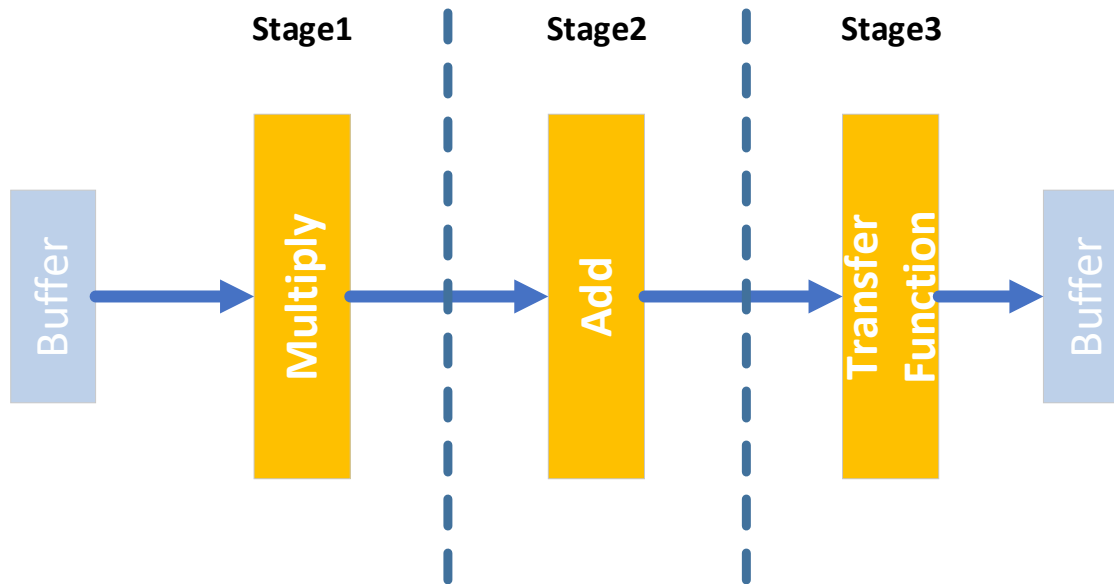 Stage1
Stage2
Stage3
Buffer
Multiply
Add
Transfer
Function
Buffer